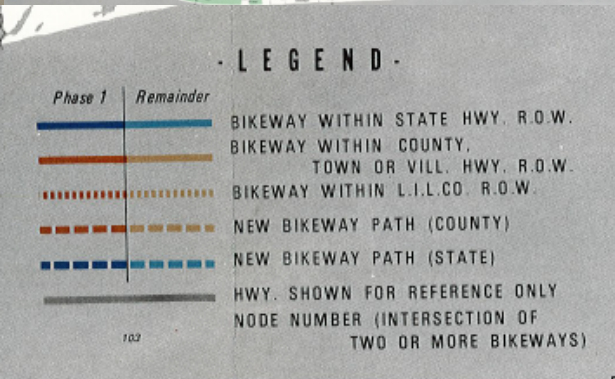 - LEGEND -
Phase 1 Remainder
BIKEWAY WITHIN STATE HWY. R.O.W.
BIKEWAY WITHIN COUNTY,
TOWN OR VILL. HWY. R.O.W.
BIKEWAY WITHIN L.I.L.CO. R.O.W.
NEW BIKEWAY PATH (COUNTY)
NEW BIKEWAY PATH (STATE)
HWY. SHOWN FOR REFERENCE ONLY
103 NODE NUMBER (INTERSECTION OF
TWO OR MORE BIKEWAYS)